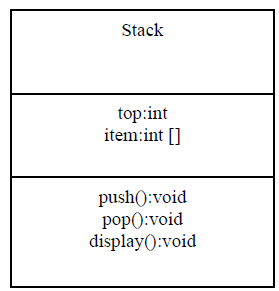 Stack
top:int
item:int []
push():void
pop():void
display():void